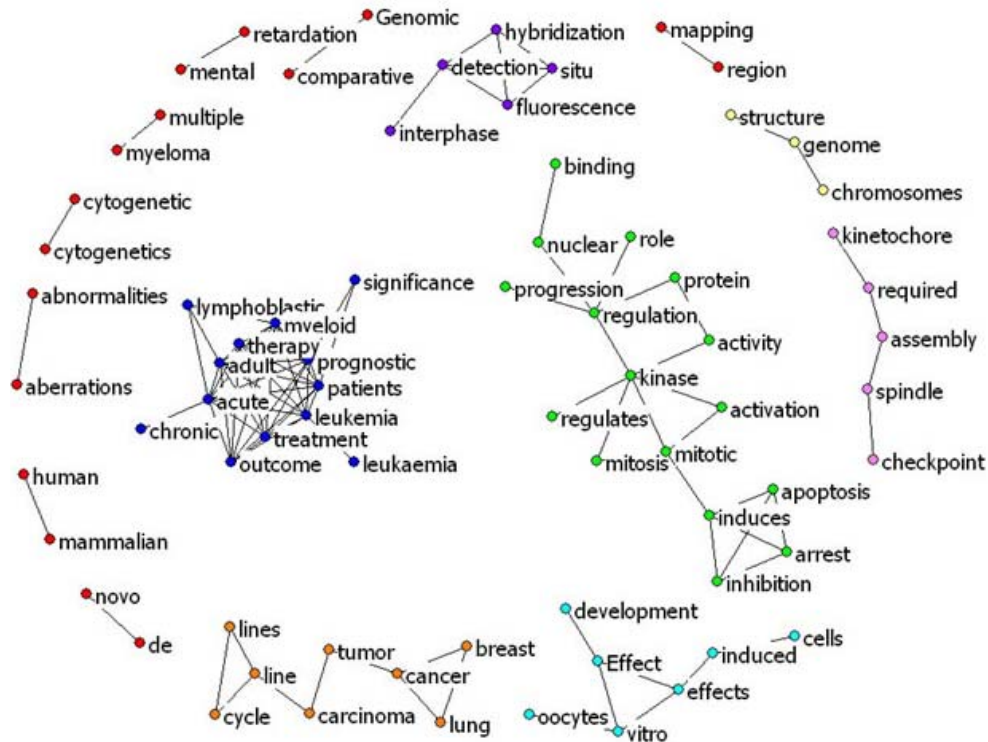 Genomic
retardation
hybridization
mapping
mental
comparative
detection
situ
region
fluorescence
multiple
structure
interphase
myeloma
genome
binding
chromosomes
cytogenetic
kinetochore
nuclear
role
cytogenetics
significance
protein
progression
required
abnormalities
lymphoblastic
regulation
myeloid
assembly
therapy
activity
adult
prognostic
kinase
aberrations
patients
spindle
acute
activation
leukemia
regulates
chronic
treatment
mitotic
mitosis
checkpoint
outcome
leukaemia
human
apoptosis
induces
mammalian
arrest
inhibition
novo
development
de
lines
cells
tumor
breast
induced
Effect
line
cancer
effects
cycle
carcinoma
lung
oocytes
vitro